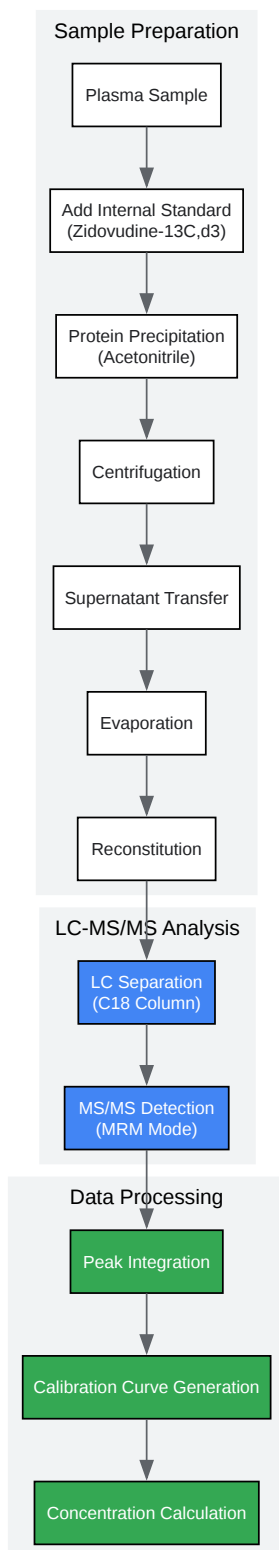 Sample Preparation
Plasma Sample
Add Internal Standard
(Zidovudine-13C,d3)
Protein Precipitation
(Acetonitrile)
Centrifugation
Supernatant Transfer
Evaporation
Reconstitution
LC-MS/MS Analysis
LC Separation
(C18 Column)
MS/MS Detection
(MRM Mode)
Data Processing
Peak Integration
Calibration Curve Generation
Concentration Calculation